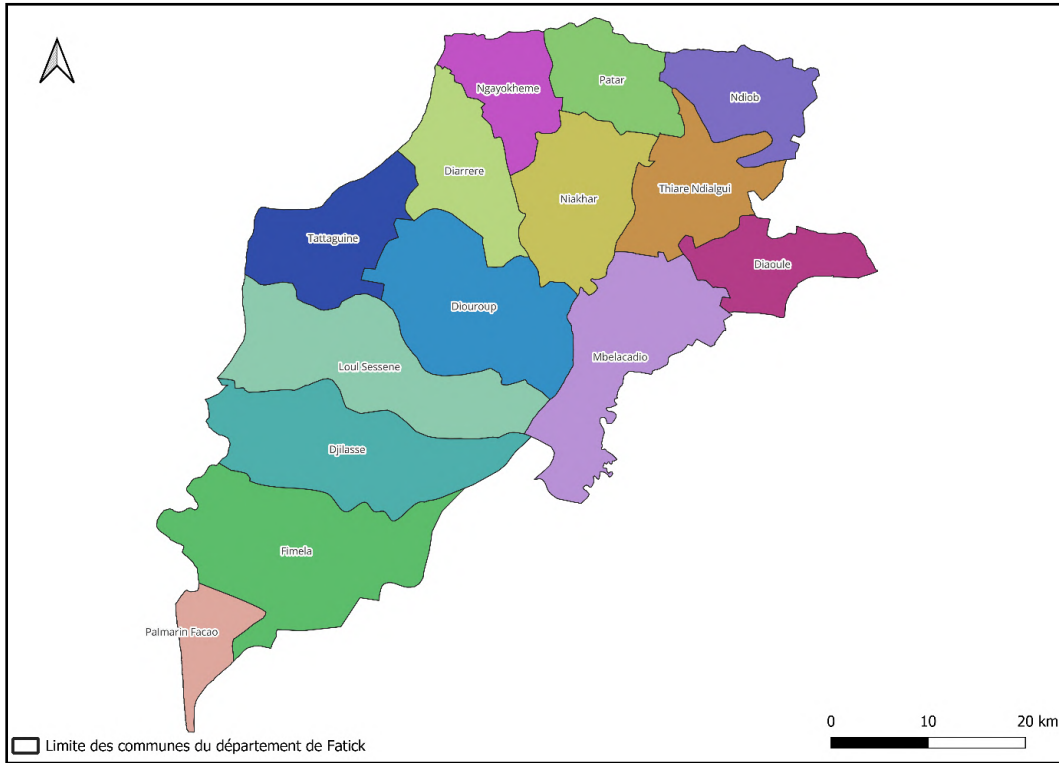 Patar
Ngayokheme
Ndiob
Diarrere
Thiare Ndialgui
Niakhar
Tattaguine
Diaoule
Diouroup
Mbelacadio
Loul Sessene
Djilasse
Fimela
Palmarin Facao
0 10 20 km
Limite des communes du département de Fatick